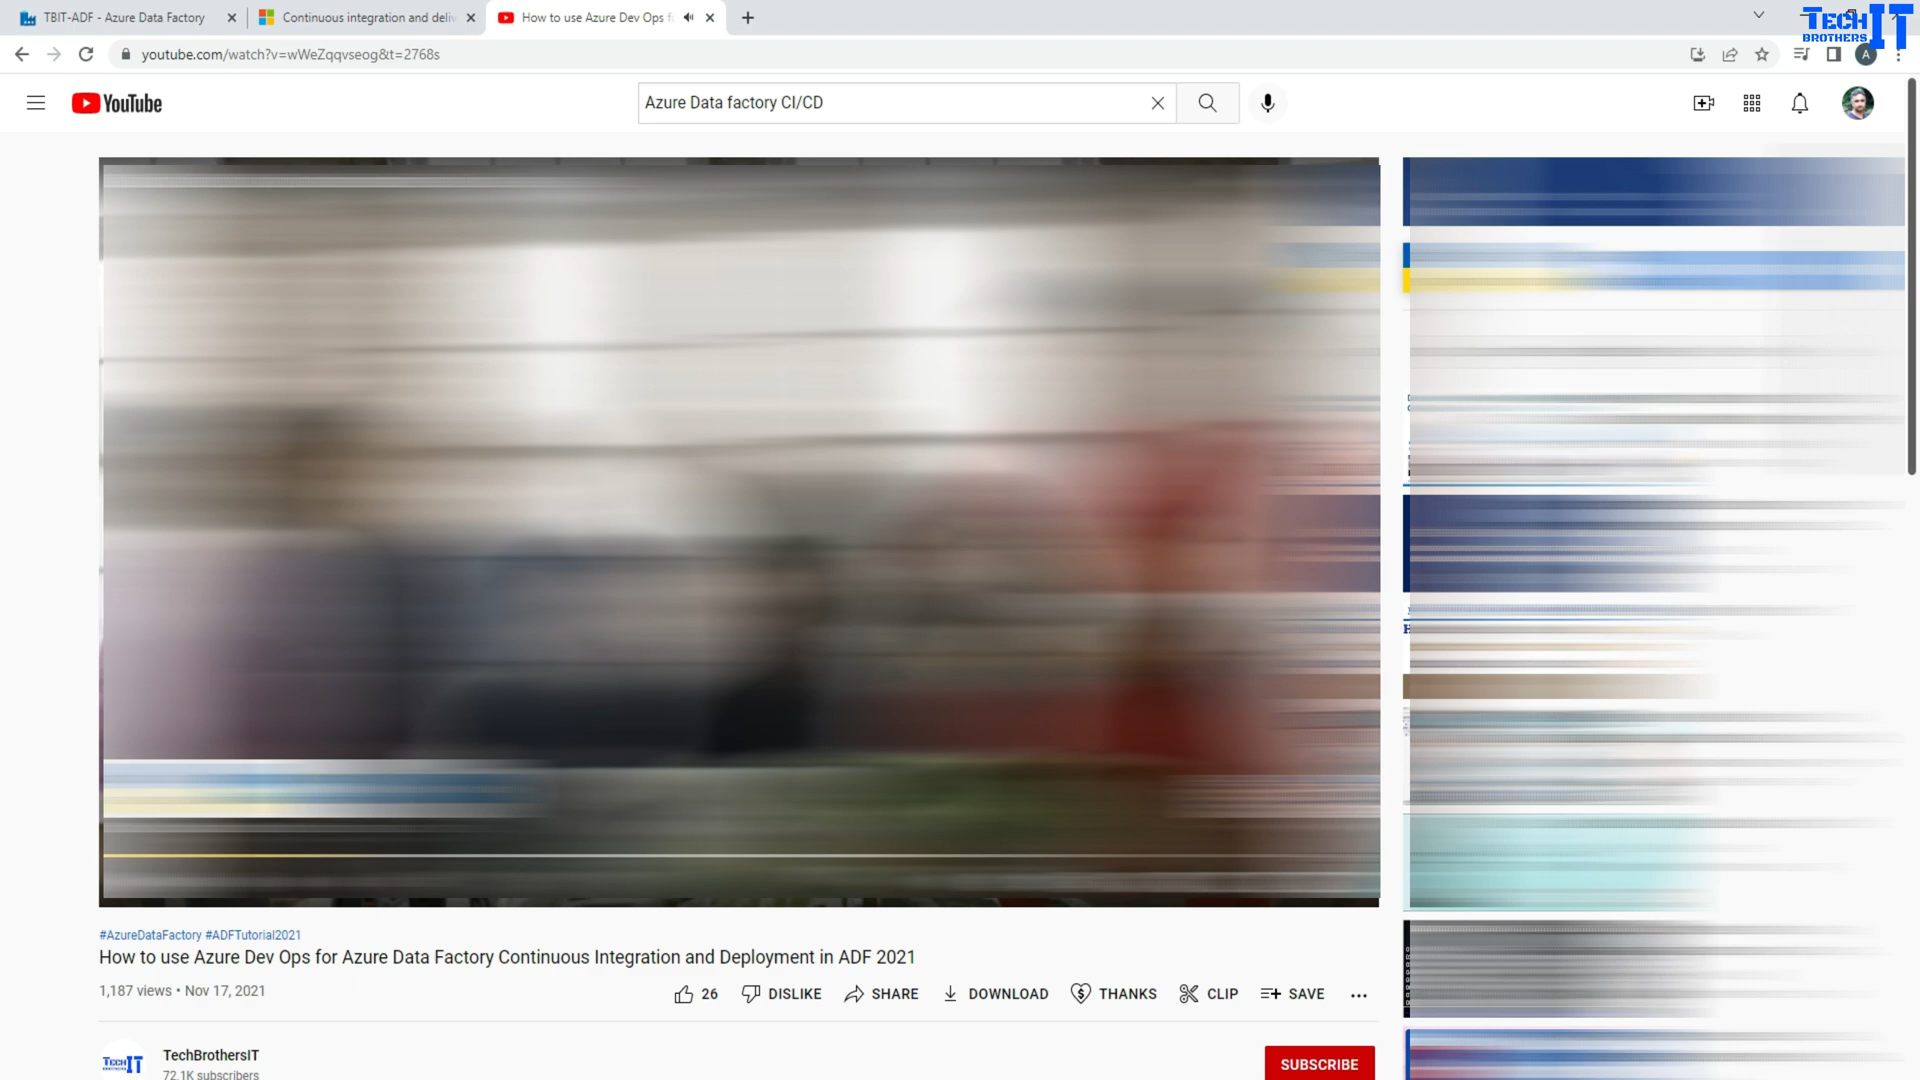 TBIT-ADF - Azure Data Factory
Continuous integration and deliv
How to use Azure Dev Ops f
TECH IT
BROTHERS
youtube.com/watch?v=wWeZqqvseog&t=2768s
A
YouTube
Azure Data factory CI/CD
#AzureDataFactory #ADFTutorial2021
How to use Azure Dev Ops for Azure Data Factory Continuous Integration and Deployment in ADF 2021
1,187 views • Nov 17, 2021
26
DISLIKE
SHARE
DOWNLOAD
THANKS
CLIP
SAVE
TECH IT
TechBrothersIT
72.1K subscribers
SUBSCRIBE